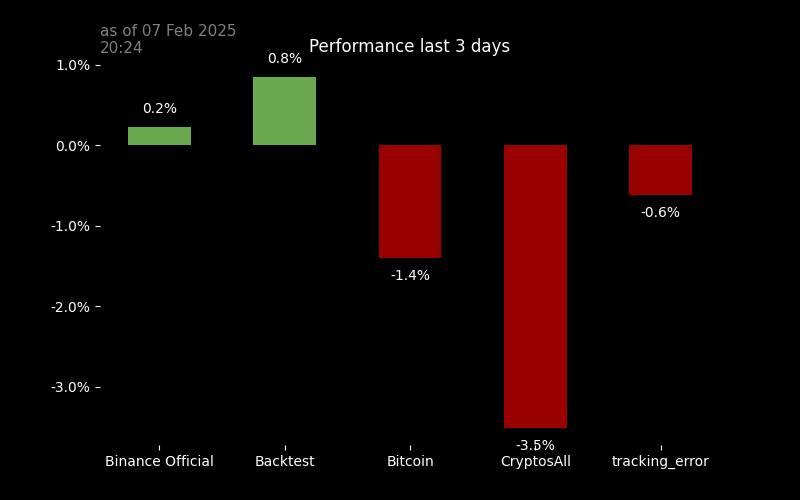 as of 07 Feb 2025
20:24
Performance last 3 days
1.0%
0.0%
-1.0%
-2.0%
-3.0%
0.2%
0.8%
-1.4%
-3.5%
-0.6%
Binance Official
Backtest
Bitcoin
CryptosAll
tracking_error